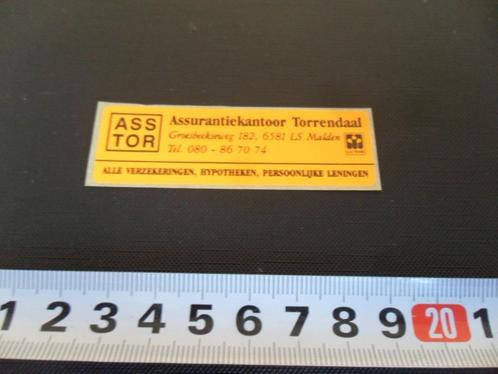 ASS
TOR
Assurantiekantoor Torrendaal
Groesbeekseweg 182, 6581 LS Malden
Tel. 080 - 86 70 74
ALLE VERZEKERINGEN, HYPOTHEKEN, PERSOONLIJKE LENINGEN
1 2 3 4 5 6 7 8 9 20 1